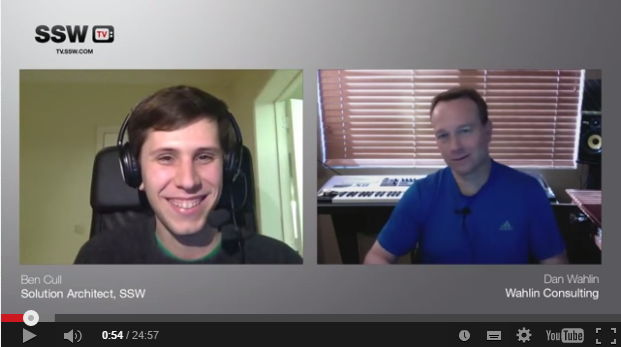 SSW TV
TV.SSW.COM
Ben Cull
Solution Architect, SSW
Dan Wahlin
Wahlin Consulting
adidas
0:54 / 24:57
YouTube